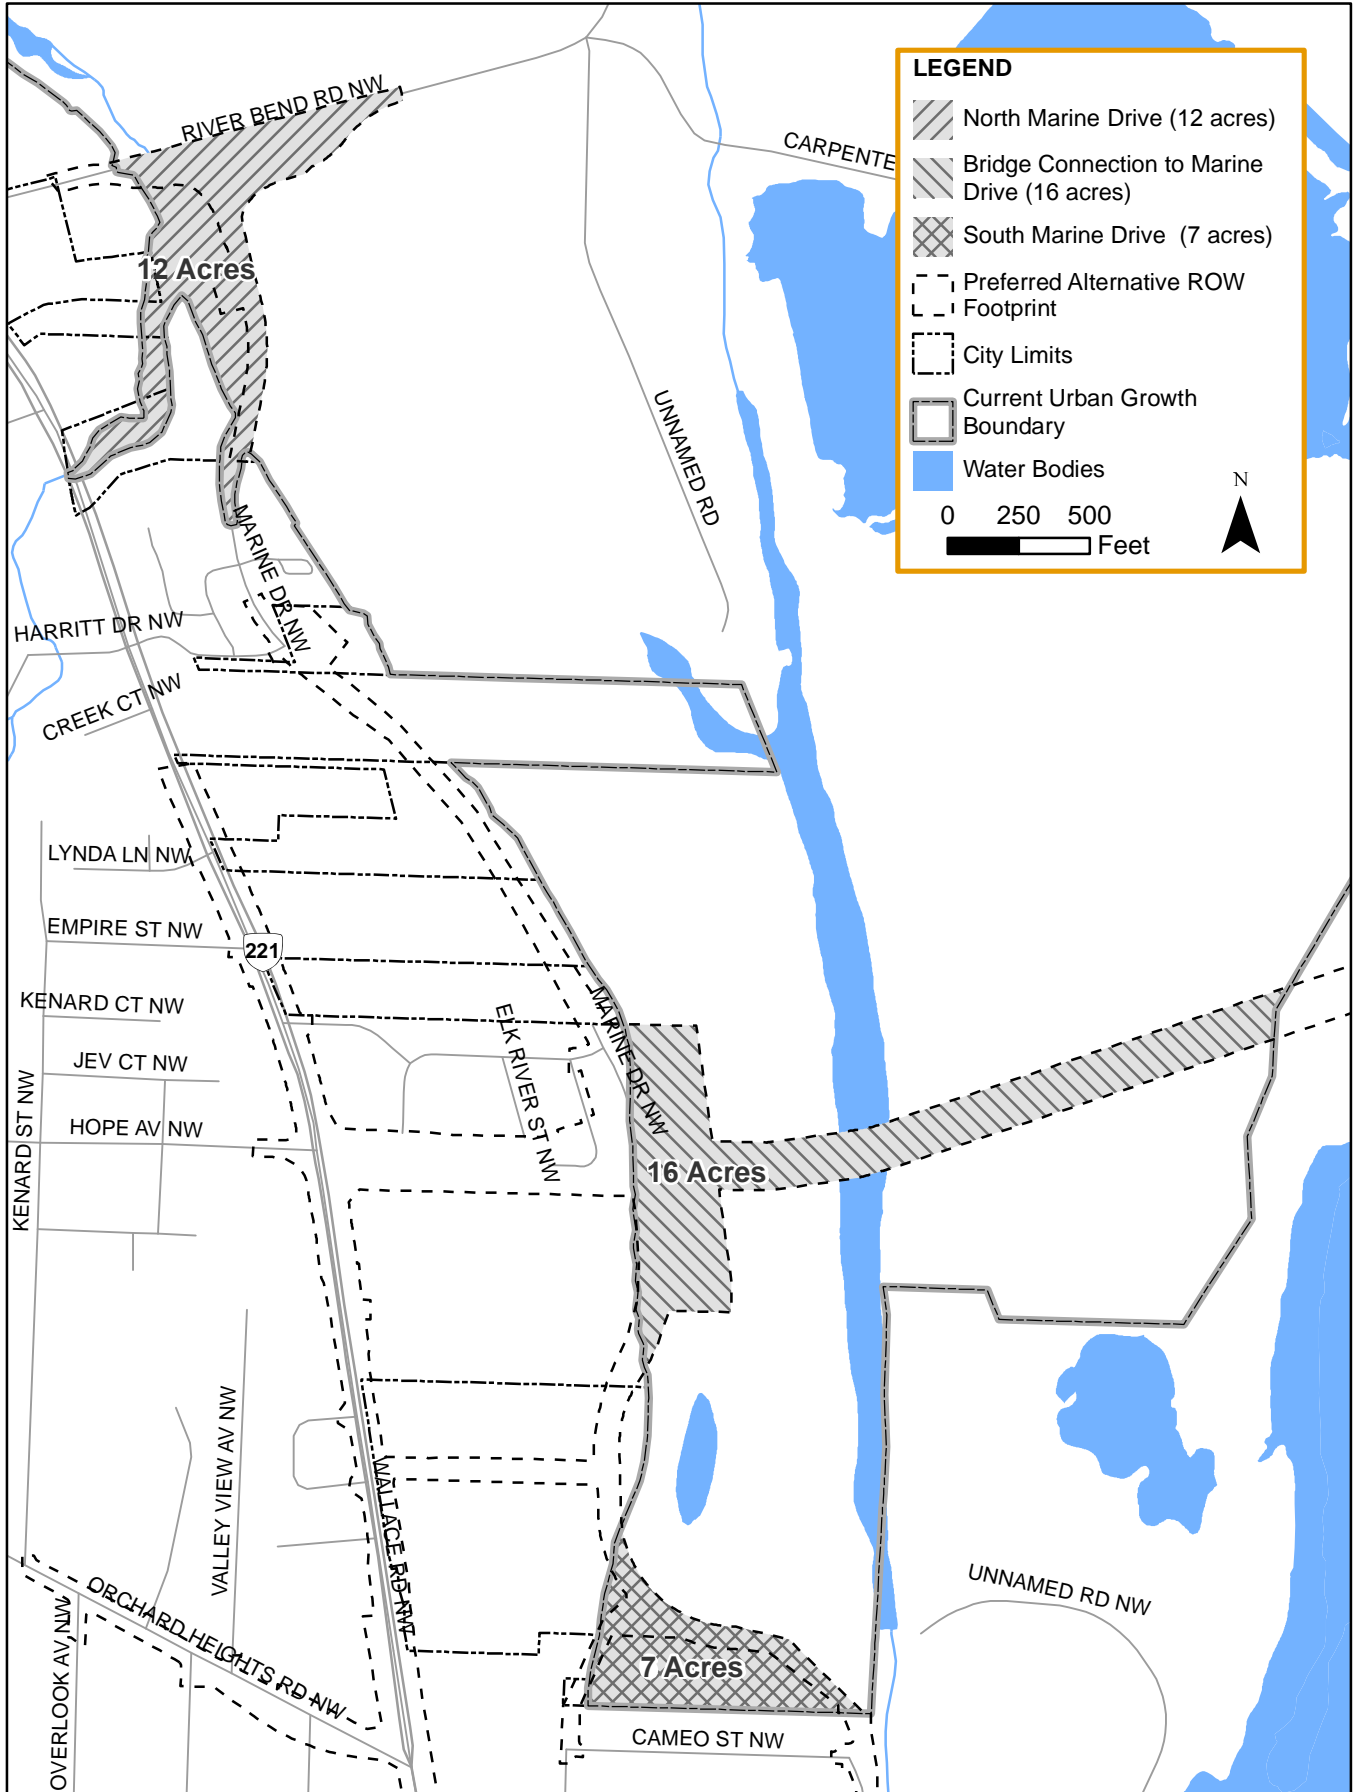 LEGEND
North Marine Drive (12 acres)
Bridge Connection to Marine
Drive (16 acres)
South Marine Drive (7 acres)
Preferred Alternative ROW
Footprint
City Limits
Current Urban Growth
Boundary
Water Bodies
0 250 500
Feet
N
RIVER BEND RD NW
CARPENTE
12 Acres
UNNAMED RD
MARINE DR NW
HARRITT DR NW
CREEK CT NW
LYNDA LN NW
EMPIRE ST NW
221
KENARD CT NW
MARINE DR NW
ELK RIVER ST NW
JEV CT NW
KENARD ST NW
HOPE AV NW
16 Acres
VALLEY VIEW AV NW
WALLACE RD NW
UNNAMED RD NW
ORCHARD HEIGHTS RD NW
OVERLOOK AV NW
7 Acres
CAMEO ST NW